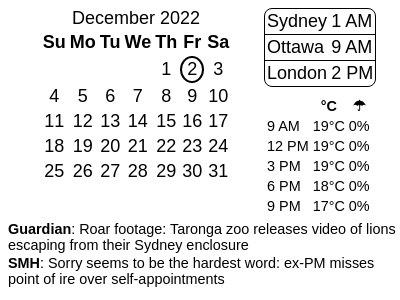 December 2022
Su Mo Tu We Th Fr Sa
1 2 3
4 5 6 7 8 9 10
11 12 13 14 15 16 17
18 19 20 21 22 23 24
25 26 27 28 29 30 31
Sydney 1 AM
Ottawa 9 AM
London 2 PM
°C ☂
9 AM 19°C 0%
12 PM 19°C 0%
3 PM 19°C 0%
6 PM 18°C 0%
9 PM 17°C 0%
Guardian: Roar footage: Taronga zoo releases video of lions
escaping from their Sydney enclosure
SMH: Sorry seems to be the hardest word: ex-PM misses
point of ire over self-appointments